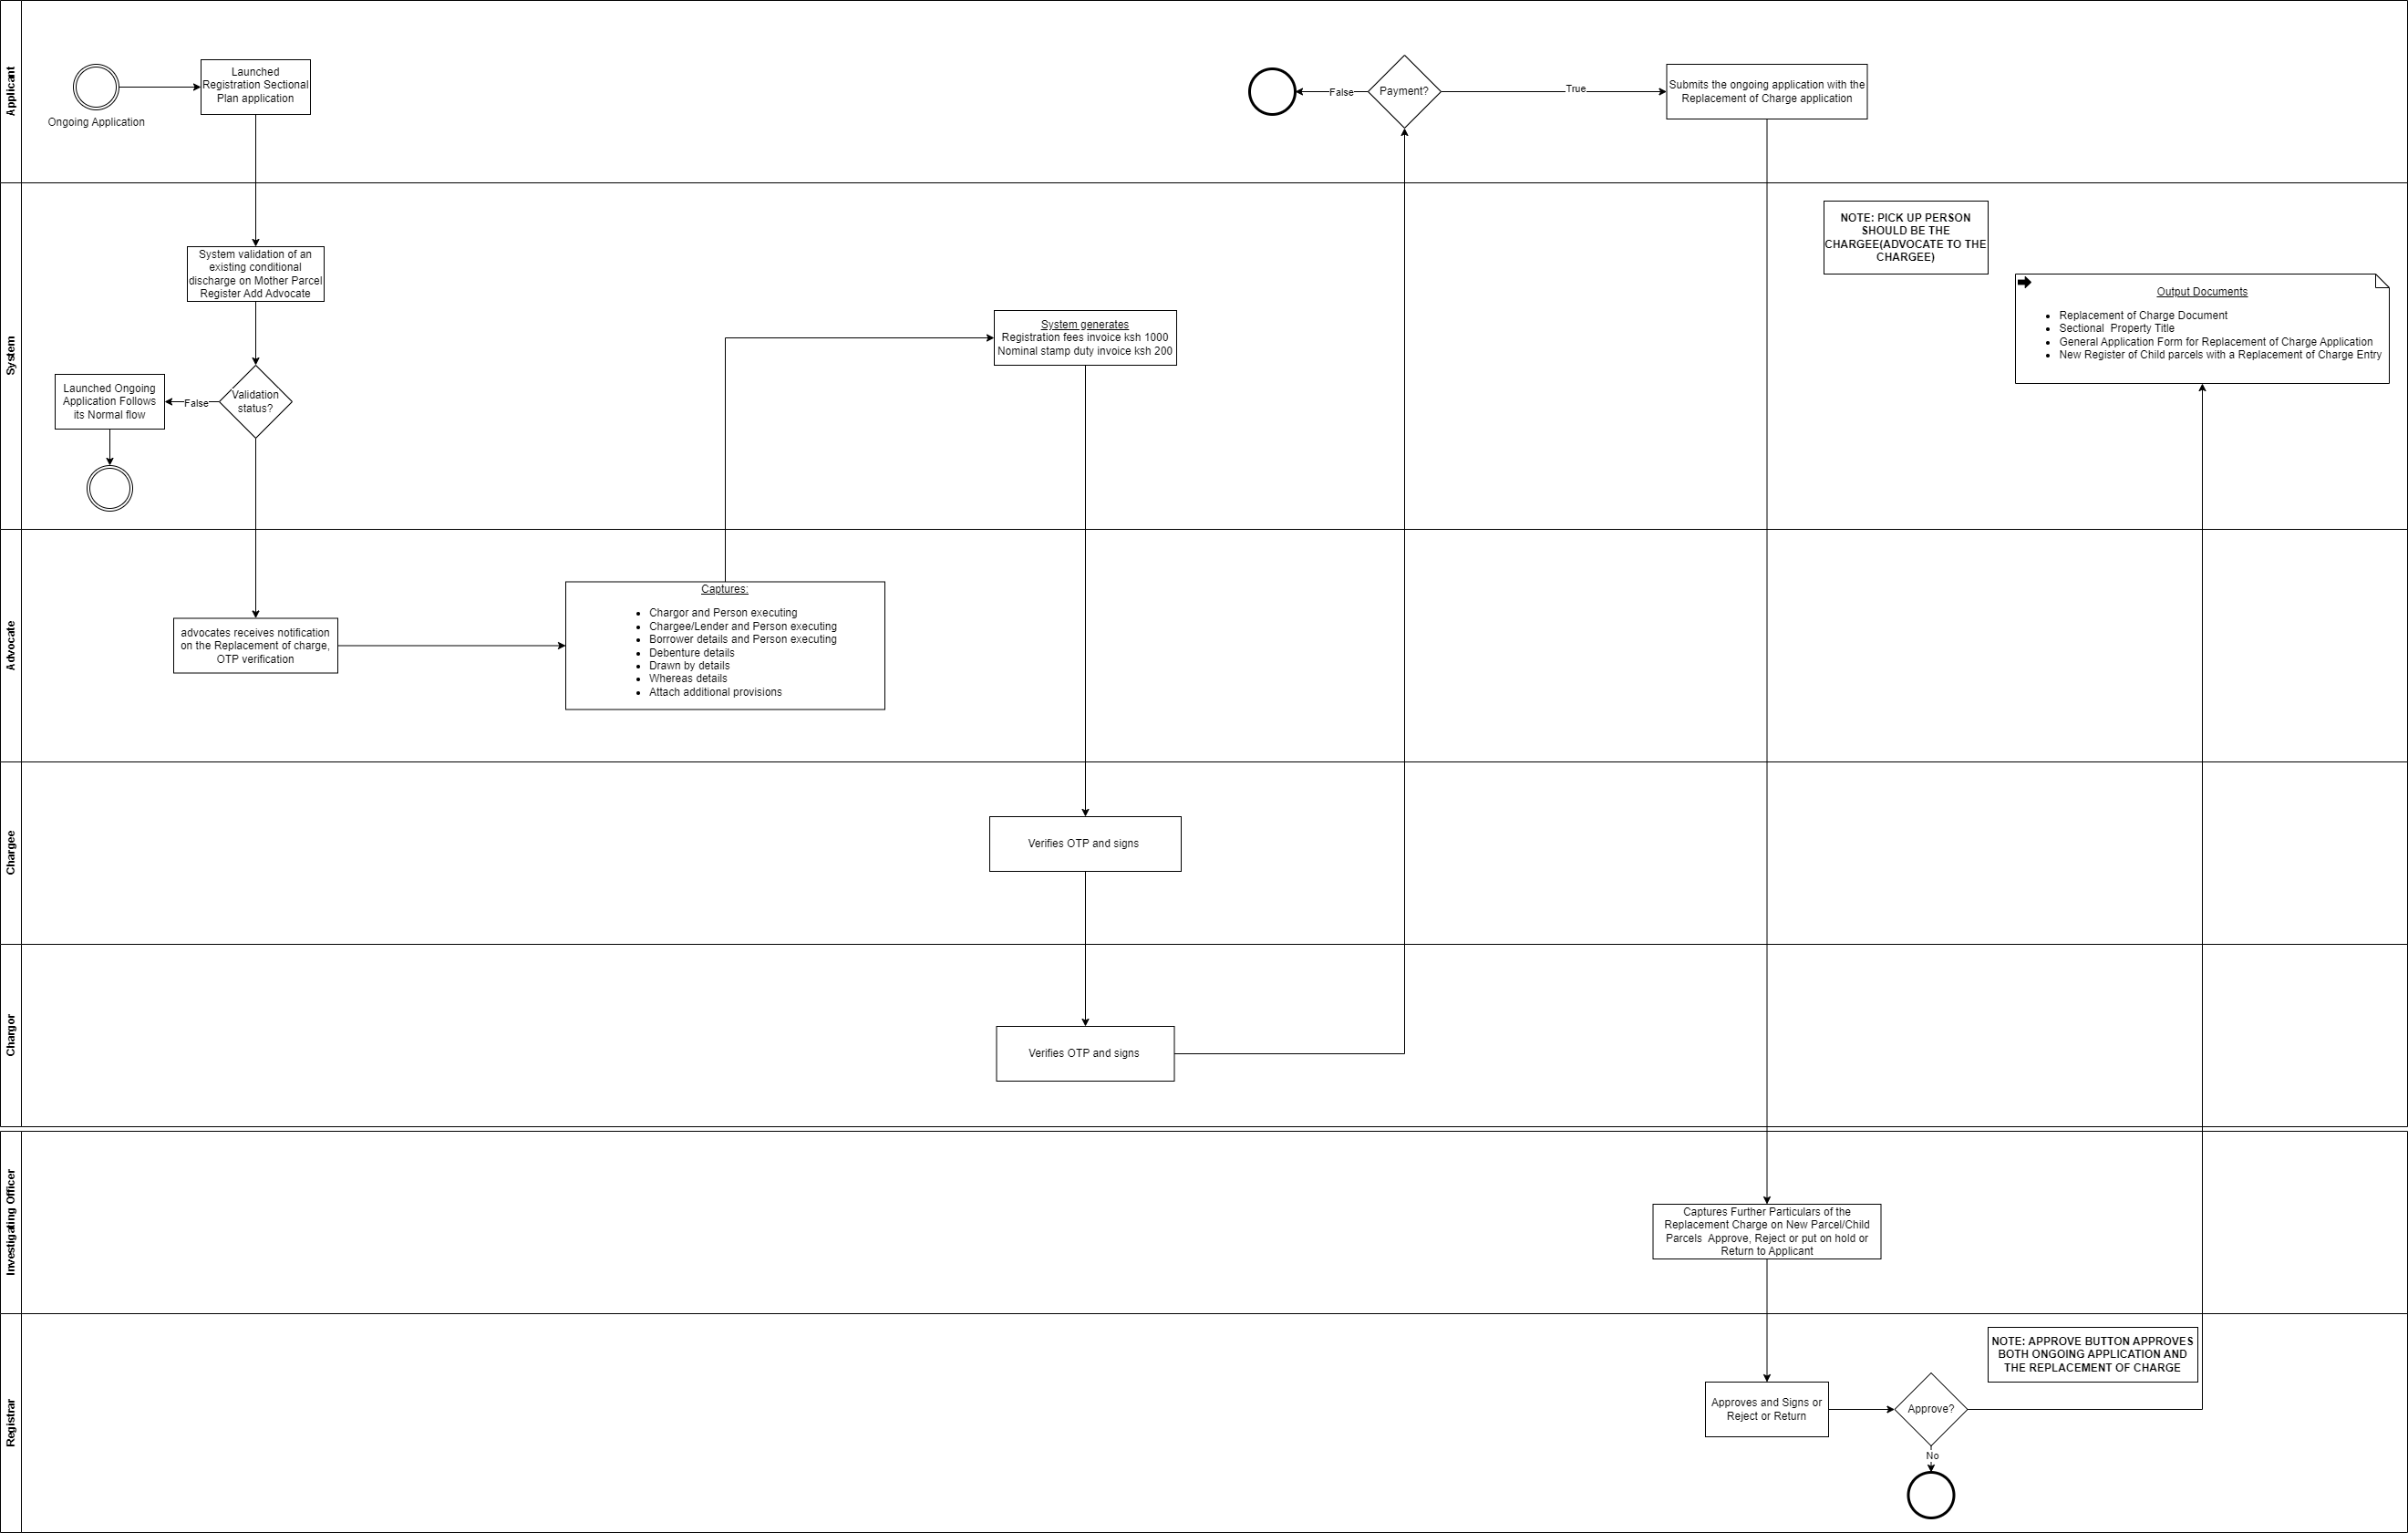 Applicant
Ongoing Application
Launched
Registration Sectional
Plan application
False
Payment?
True
Submits the ongoing application with the
Replacement of Charge application
System
System validation of an
existing conditional
discharge on Mother Parcel
Register Add Advocate
Launched Ongoing
Application Follows
its Normal flow
False
Validation
status?
System generates
Registration fees invoice ksh 1000
Nominal stamp duty invoice ksh 200
NOTE: PICK UP PERSON
SHOULD BE THE
CHARGEE(ADVOCATE TO THE
CHARGEE)
Output Documents
Replacement of Charge Document
Sectional  Property Title
General Application Form for Replacement of Charge Application
New Register of Child parcels with a Replacement of Charge Entry
Advocate
advocates receives notification
on the Replacement of charge,
OTP verification
Captures:
Chargor and Person executing
Chargee/Lender and Person executing
Borrower details and Person executing
Debenture details
Drawn by details
Whereas details
Attach additional provisions
Chargee
Verifies OTP and signs
Chargor
Verifies OTP and signs
Investigating Officer
Captures Further Particulars of the
Replacement Charge on New Parcel/Child
Parcels  Approve, Reject or put on hold or
Return to Applicant
Registrar
Approves and Signs or
Reject or Return
Approve?
No
NOTE: APPROVE BUTTON APPROVES
BOTH ONGOING APPLICATION AND
THE REPLACEMENT OF CHARGE